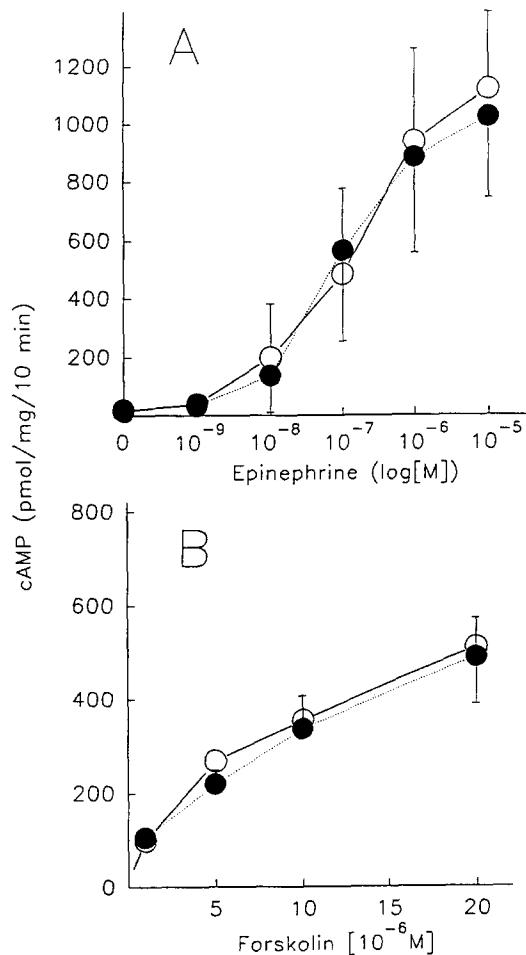 A
1200
1000
800
600
400
200
0 10⁻⁹ 10⁻⁸ 10⁻⁷ 10⁻⁶ 10⁻⁵
Epinephrine (log[M])
cAMP (pmol/mg/10 min)
B
800
600
400
200
0
5 10 15 20
Forskolin [10⁻⁶M]